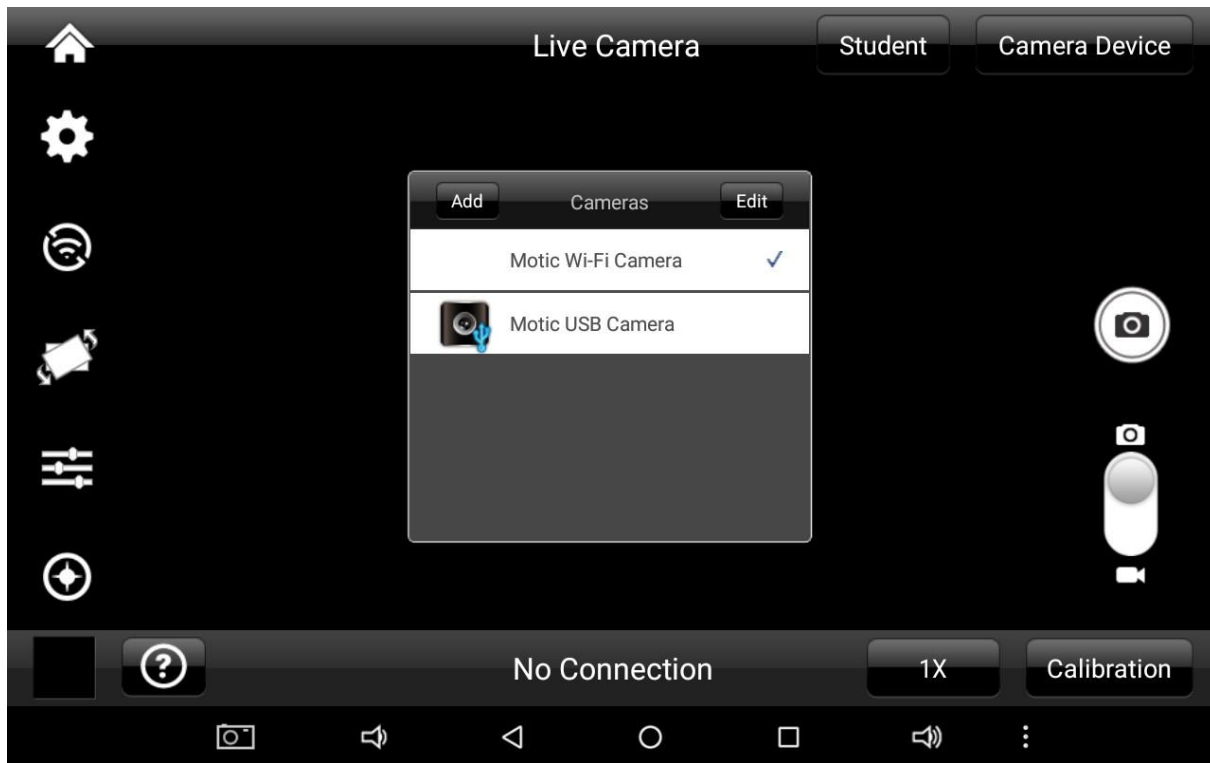 Live Camera
Student
Camera Device
Add
Cameras
Edit
Motic Wi-Fi Camera
Motic USB Camera
No Connection
1X
Calibration